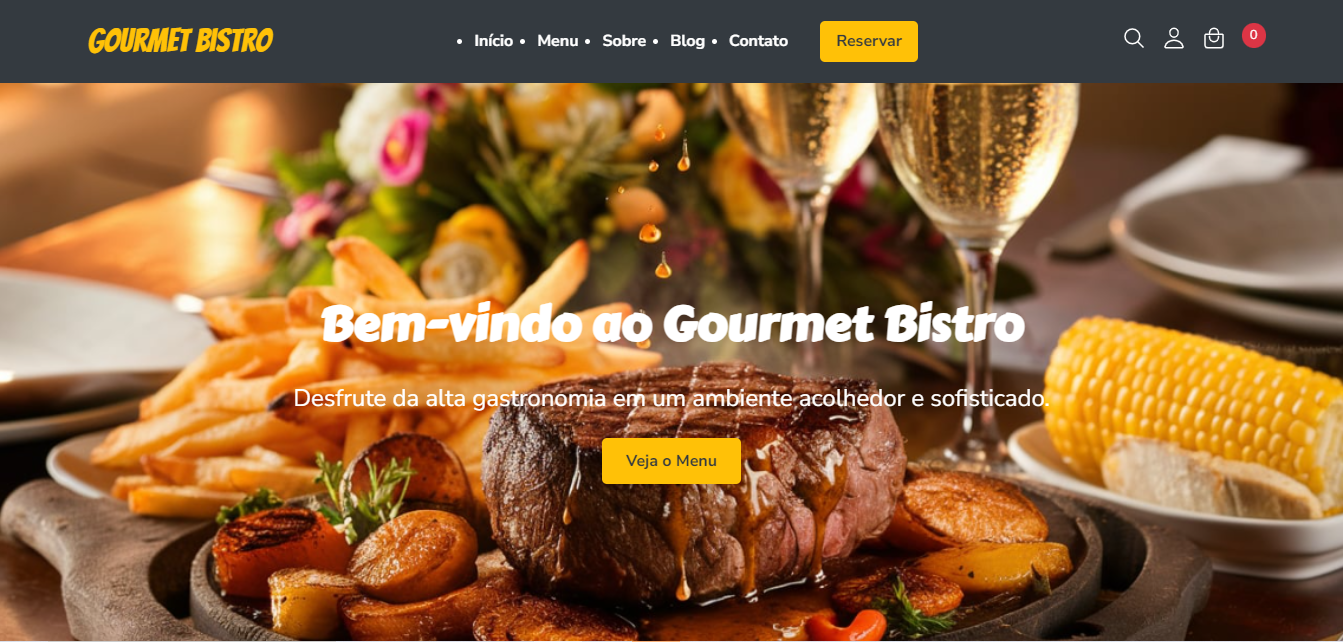 GOURMET BISTRO
• Início • Menu • Sobre • Blog • Contato
Reservar
0
Bem-vindo ao Gourmet Bistro
Desfrute da alta gastronomia em um ambiente acolhedor e sofisticado.
Veja o Menu